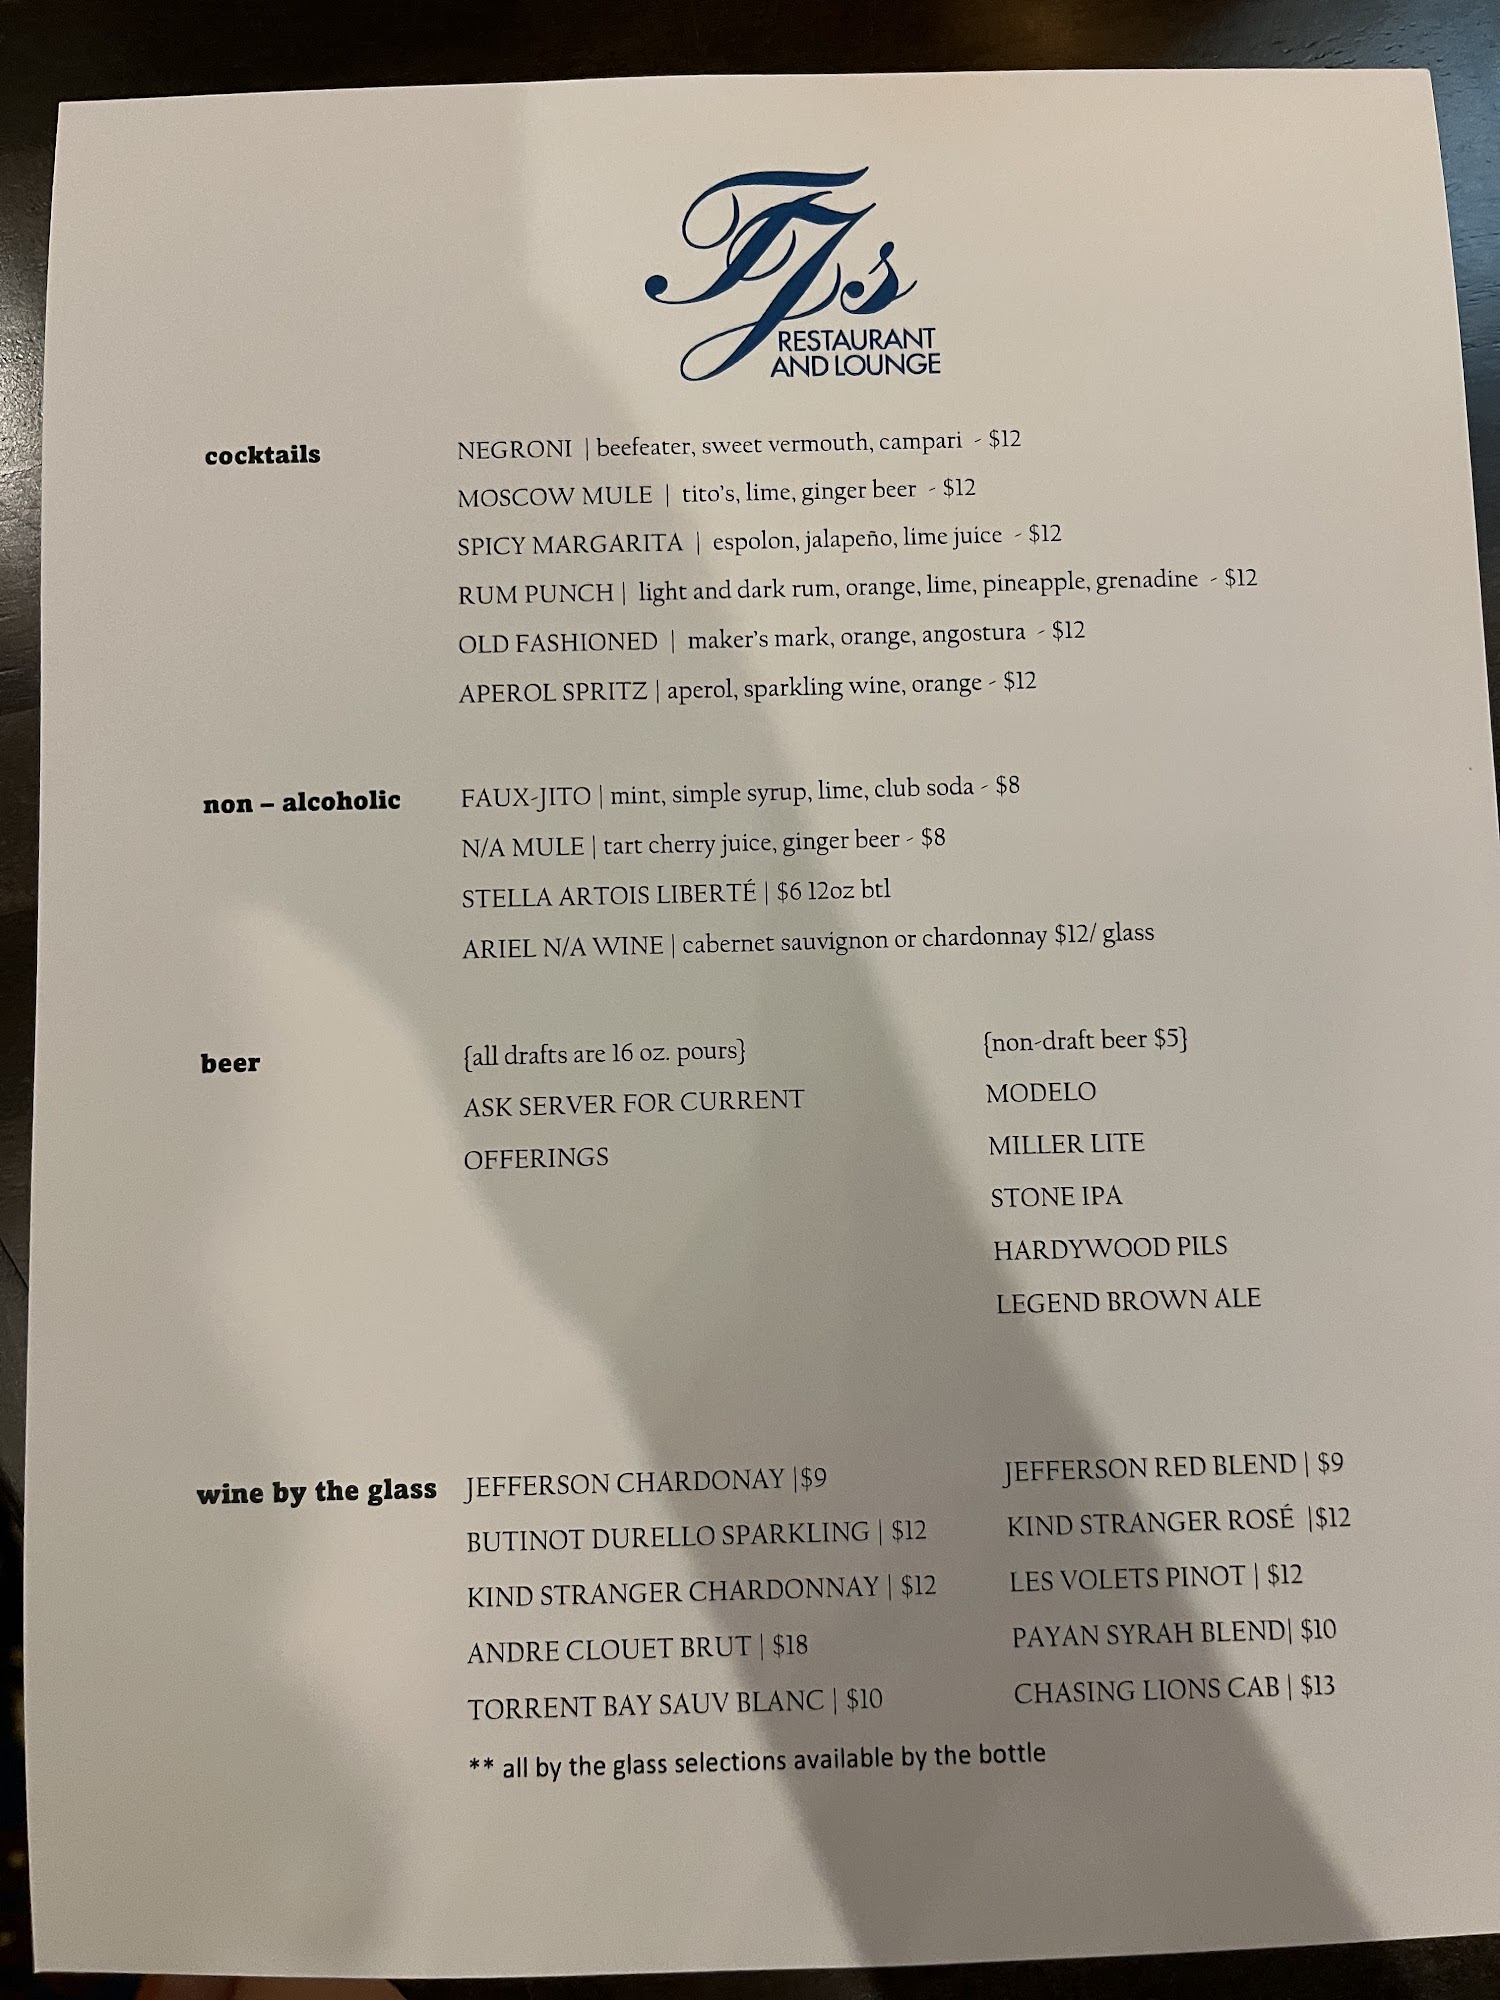 TJs
RESTAURANT
AND LOUNGE
cocktails
NEGRONI | beefeater, sweet vermouth, campari - $12
MOSCOW MULE | tito's, lime, ginger beer - $12
SPICY MARGARITA | espolon, jalapeño, lime juice - $12
RUM PUNCH | light and dark rum, orange, lime, pineapple, grenadine - $12
OLD FASHIONED | maker's mark, orange, angostura - $12
APEROL SPRITZ | aperol, sparkling wine, orange - $12
non – alcoholic
FAUX-JITO | mint, simple syrup, lime, club soda - $8
N/A MULE | tart cherry juice, ginger beer - $8
STELLA ARTOIS LIBERTÉ | $6 12oz btl
ARIEL N/A WINE | cabernet sauvignon or chardonnay $12/ glass
beer
{all drafts are 16 oz. pours}
ASK SERVER FOR CURRENT
OFFERINGS
{non-draft beer $5}
MODELO
MILLER LITE
STONE IPA
HARDYWOOD PILS
LEGEND BROWN ALE
wine by the glass
JEFFERSON CHARDONAY |$9
BUTINOT DURELLO SPARKLING | $12
KIND STRANGER CHARDONNAY | $12
ANDRE CLOUET BRUT | $18
TORRENT BAY SAUV BLANC | $10
JEFFERSON RED BLEND | $9
KIND STRANGER ROSÉ |$12
LES VOLETS PINOT | $12
PAYAN SYRAH BLEND| $10
CHASING LIONS CAB | $13
** all by the glass selections available by the bottle